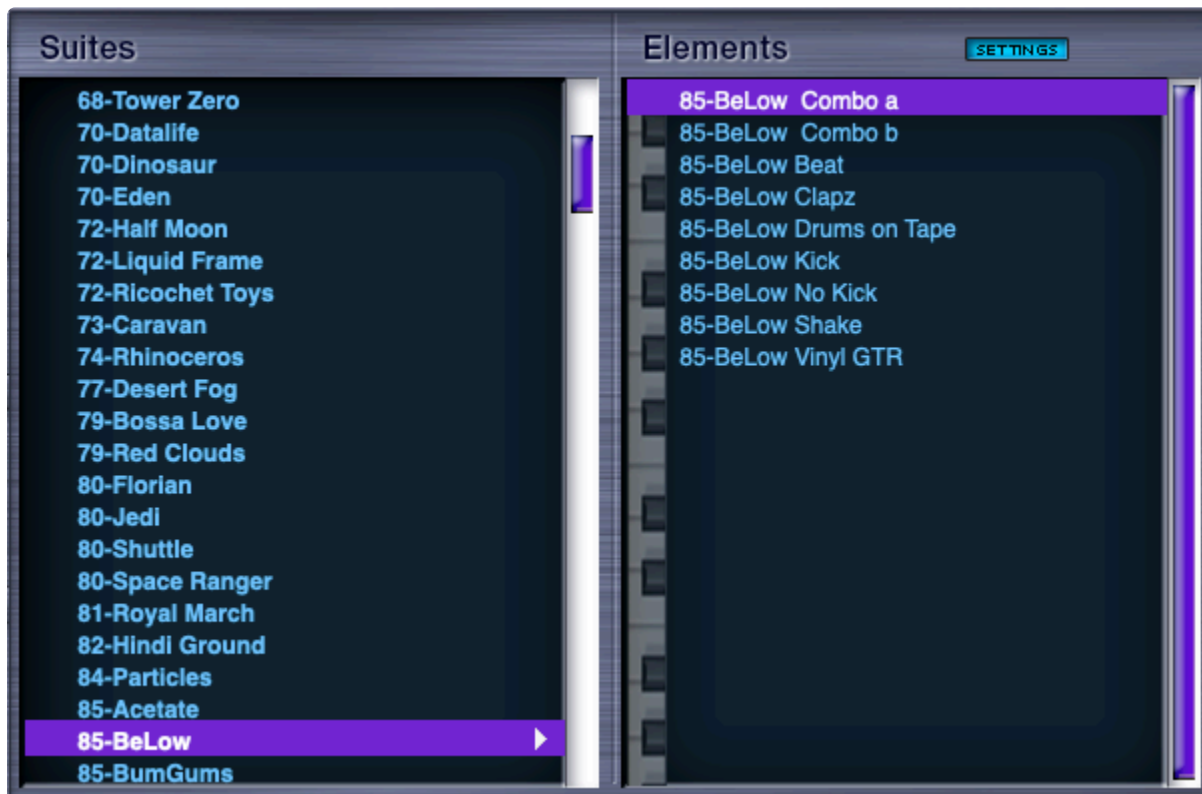 Suites
68-Tower Zero
70-Datalife
70-Dinosaur
70-Eden
72-Half Moon
72-Liquid Frame
72-Ricochet Toys
73-Caravan
74-Rhinoceros
77-Desert Fog
79-Bossa Love
79-Red Clouds
80-Florian
80-Jedi
80-Shuttle
80-Space Ranger
81-Royal March
82-Hindi Ground
84-Particles
85-Acetate
85-BeLow
85-BumGums
Elements
SETTINGS
85-BeLow  Combo a
85-BeLow  Combo b
85-BeLow Beat
85-BeLow Clapz
85-BeLow Drums on Tape
85-BeLow Kick
85-BeLow No Kick
85-BeLow Shake
85-BeLow Vinyl GTR